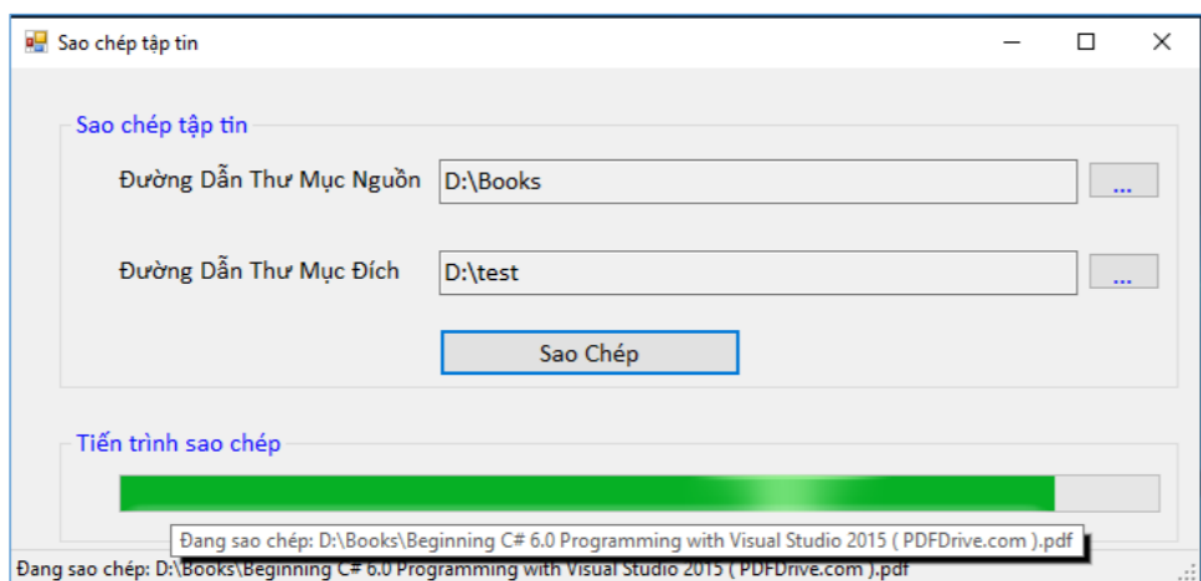 Sao chép tập tin
Sao chép tập tin
Đường Dẫn Thư Mục Nguồn D:\Books ...
Đường Dẫn Thư Mục Đích D:\test ...
Sao Chép
Tiến trình sao chép
Đang sao chép: D:\Books\Beginning C# 6.0 Programming with Visual Studio 2015 ( PDFDrive.com ).pdf
Đang sao chép: D:\Books\Beginning C# 6.0 Programming with Visual Studio 2015 ( PDFDrive.com ).pdf